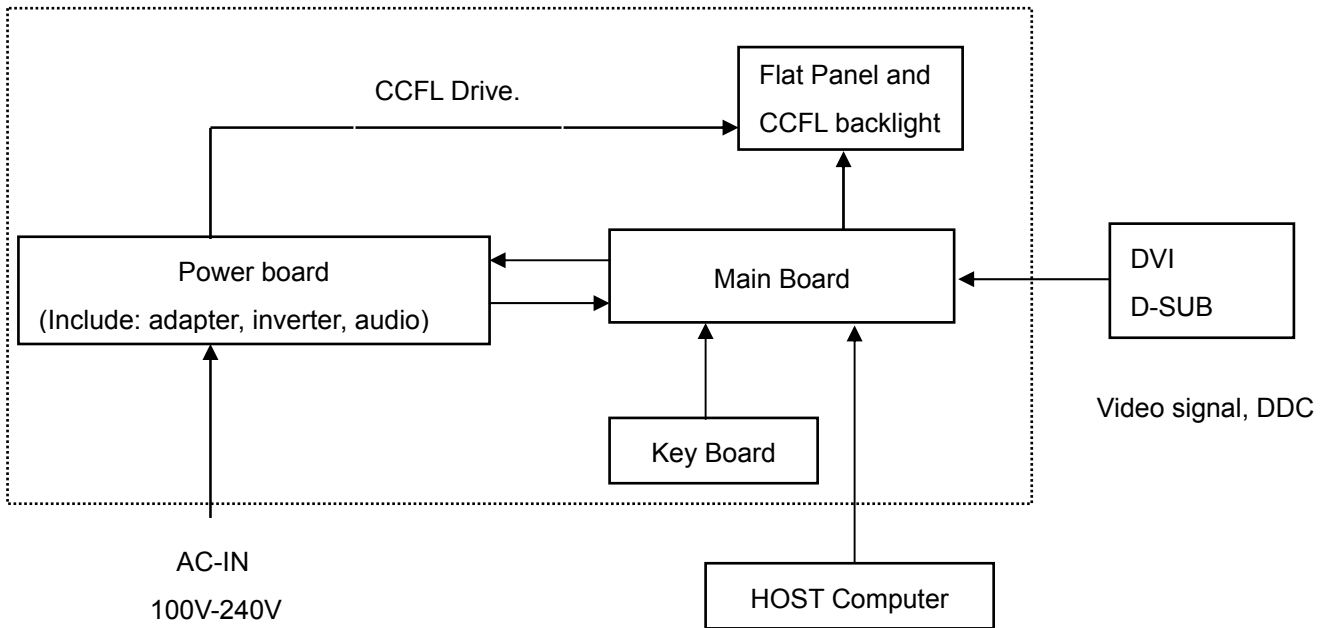 Flat Panel and
CCFL backlight
CCFL Drive.
Power board
(Include: adapter, inverter, audio)
Main Board
DVI
D-SUB
Video signal, DDC
Key Board
AC-IN
100V-240V
HOST Computer